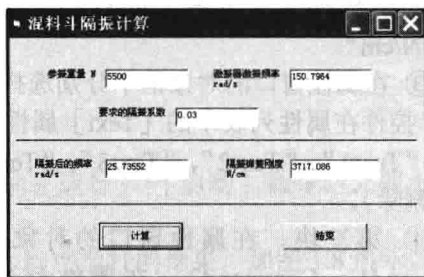 混料斗隔振计算
参振重量 N 5500
激振器激振频率 rad/s 150.7964
要求的隔振系数 0.03
隔振后的频率 rad/s 25.73552
隔振弹簧刚度 N/cm 3717.086
计算 结束